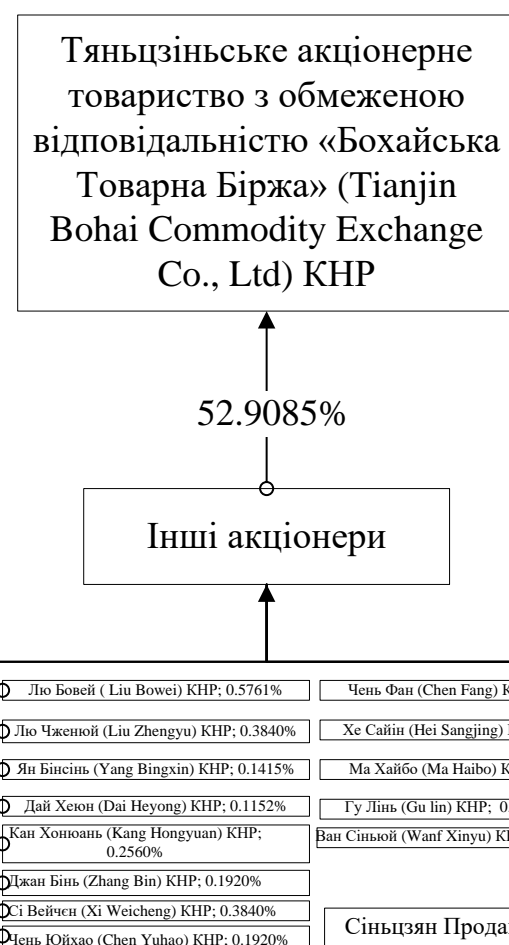 Тяньцзіньське акціонерне
товариство з обмеженою
відповідальністю «Бохайська
Товарна Біржа» (Tianjin
Bohai Commodity Exchange
Co., Ltd) КНР
52.9085%
Інші акціонери
Лю Бовей ( Liu Bowei) КНР; 0.5761%
Чень Фан (Chen Fang) К
Лю Чженюй (Liu Zhengyu) КНР; 0.3840%
Хе Сайін (Hei Sangjing)
Ян Бінсінь (Yang Bingxin) КНР; 0.1415%
Ма Хайбо (Ma Haibo) К
Дай Хеюн (Dai Heyong) КНР; 0.1152%
Гу Лінь (Gu lin) КНР; 0
Кан Хонюань (Kang Hongyuan) КНР;
0.2560%
Ван Сіньюй (Wanf Xinyu) КН
Джан Бінь (Zhang Bin) КНР; 0.1920%
Сі Вейчєн (Xi Weicheng) КНР; 0.3840%
Чень Юйхао (Chen Yuhao) КНР; 0.1920%
Сіньцзян Прода